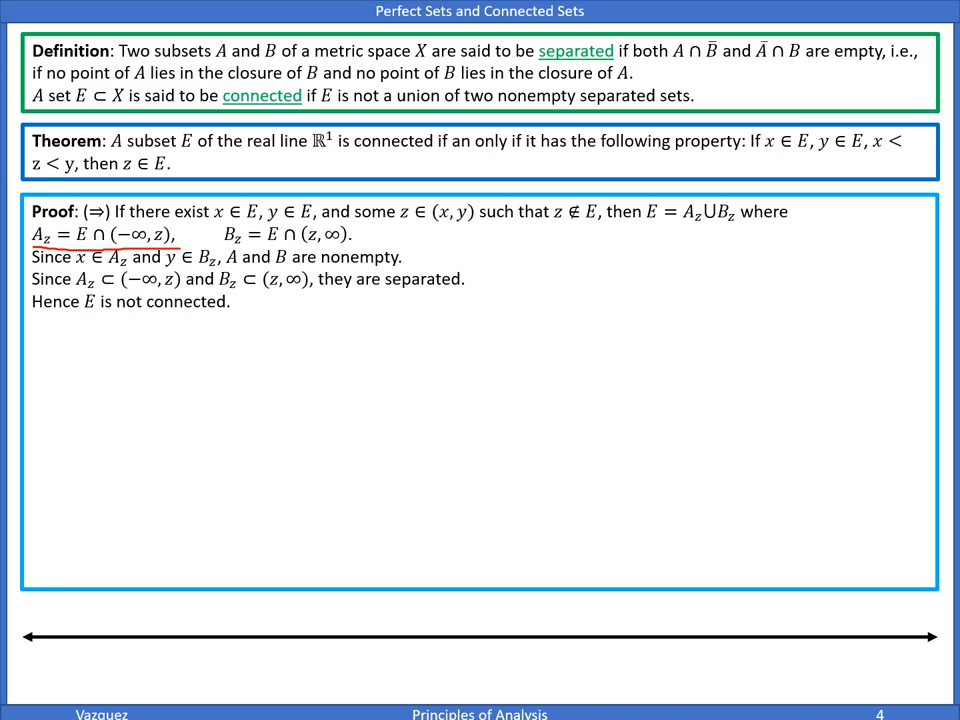 Perfect Sets and Connected Sets
Definition: Two subsets 𝐴 and 𝐵 of a metric space 𝑋 are said to be separated if both 𝐴 ∩ 𝐵̅ and 𝐴̅ ∩ 𝐵 are empty, i.e.,
if no point of 𝐴 lies in the closure of 𝐵 and no point of 𝐵 lies in the closure of 𝐴.
𝐴 set 𝐸 ⊂ 𝑋 is said to be connected if 𝐸 is not a union of two nonempty separated sets.
Theorem: 𝐴 subset 𝐸 of the real line ℝ¹ is connected if an only if it has the following property: If 𝑥 ∈ 𝐸, 𝑦 ∈ 𝐸, 𝑥 <
z < y, then 𝑧 ∈ 𝐸.
Proof: (⇒) If there exist 𝑥 ∈ 𝐸, 𝑦 ∈ 𝐸, and some 𝑧 ∈ (𝑥, 𝑦) such that 𝑧 ∉ 𝐸, then 𝐸 = 𝐴_𝑧⋃𝐵_𝑧 where
𝐴_𝑧 = 𝐸 ∩ (−∞, 𝑧), 𝐵_𝑧 = 𝐸 ∩ (𝑧, ∞).
Since 𝑥 ∈ 𝐴_𝑧 and 𝑦 ∈ 𝐵_𝑧, 𝐴 and 𝐵 are nonempty.
Since 𝐴_𝑧 ⊂ (−∞, 𝑧) and 𝐵_𝑧 ⊂ (𝑧, ∞), they are separated.
Hence 𝐸 is not connected.
Vazquez
Principles of Analysis
4